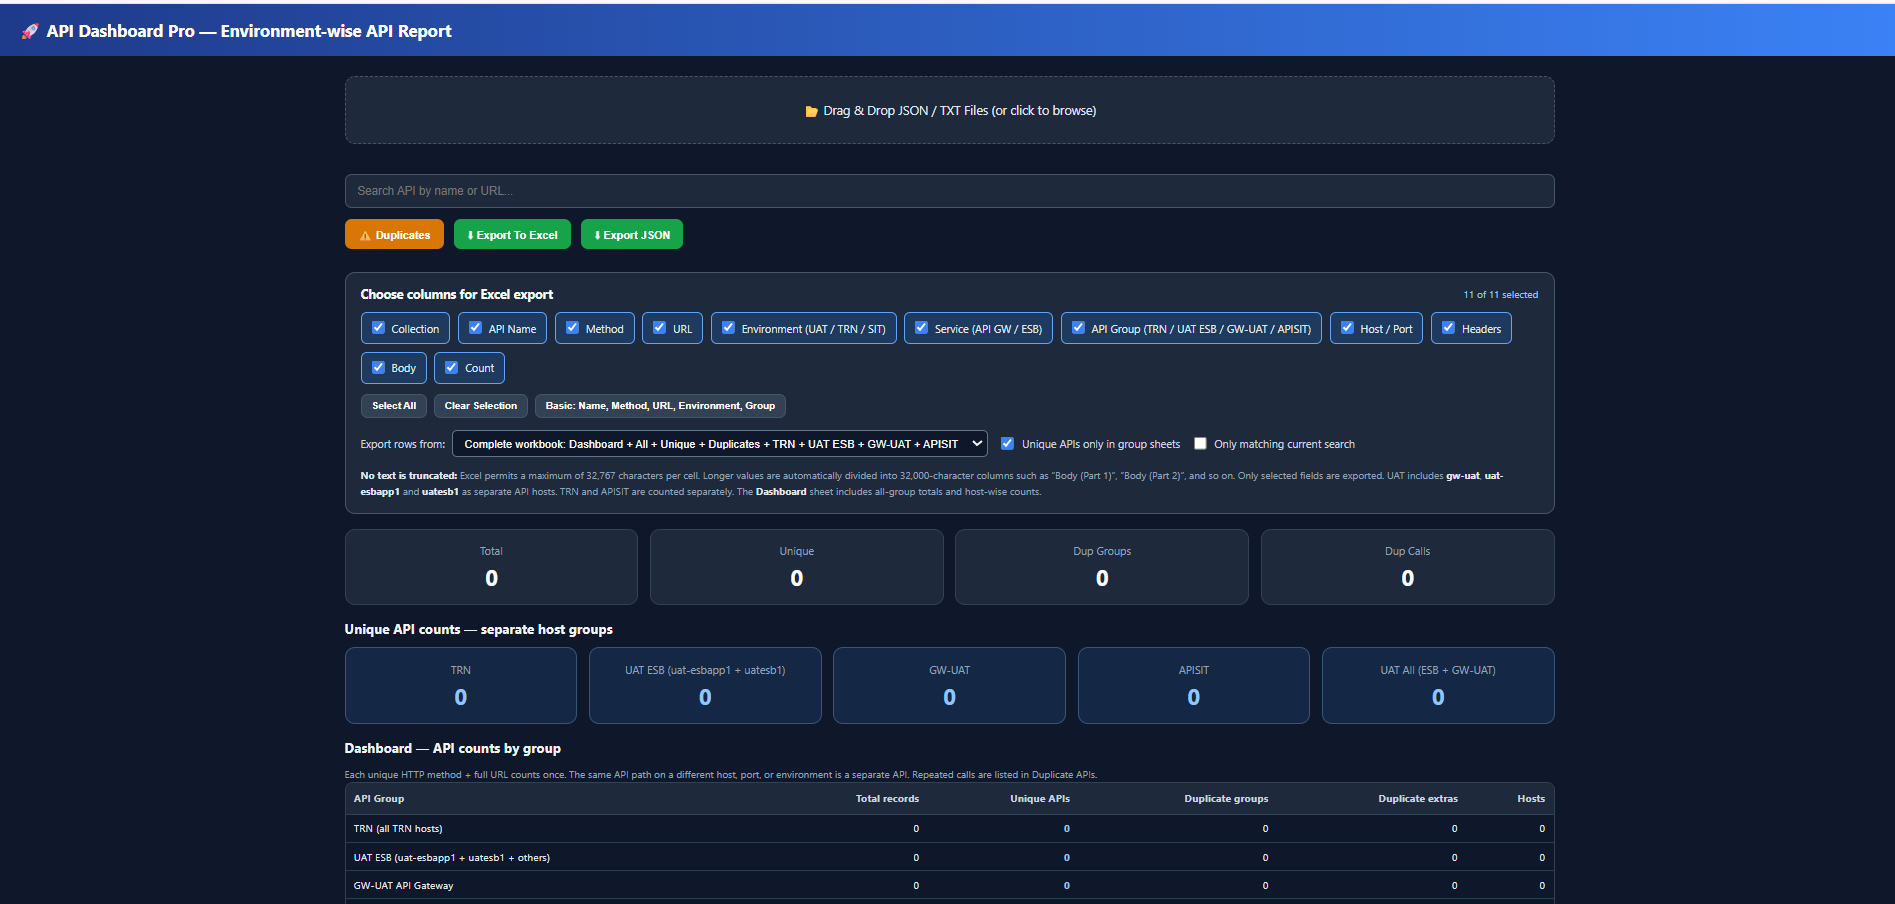 🚀 API Dashboard Pro — Environment-wise API Report
📂 Drag & Drop JSON / TXT Files (or click to browse)
Search API by name or URL...
⚠ Duplicates ⬇ Export To Excel ⬇ Export JSON
Choose columns for Excel export 11 of 11 selected
Collection API Name Method URL Environment (UAT / TRN / SIT) Service (API GW / ESB) API Group (TRN / UAT ESB / GW-UAT / APISIT) Host / Port Headers
Body Count
Select All Clear Selection Basic: Name, Method, URL, Environment, Group
Export rows from: Complete workbook: Dashboard + All + Unique + Duplicates + TRN + UAT ESB + GW-UAT + APISIT Unique APIs only in group sheets Only matching current search
No text is truncated: Excel permits a maximum of 32,767 characters per cell. Longer values are automatically divided into 32,000-character columns such as "Body (Part 1)", "Body (Part 2)", and so on. Only selected fields are exported. UAT includes gw-uat, uat-
esbapp1 and uatesb1 as separate API hosts. TRN and APISIT are counted separately. The Dashboard sheet includes all-group totals and host-wise counts.
Total Unique Dup Groups Dup Calls
0 0 0 0
Unique API counts — separate host groups
TRN UAT ESB (uat-esbapp1 + uatesb1) GW-UAT APISIT UAT All (ESB + GW-UAT)
0 0 0 0 0
Dashboard — API counts by group
Each unique HTTP method + full URL counts once. The same API path on a different host, port, or environment is a separate API. Repeated calls are listed in Duplicate APIs.
API Group Total records Unique APIs Duplicate groups Duplicate extras Hosts
TRN (all TRN hosts) 0 0 0 0 0
UAT ESB (uat-esbapp1 + uatesb1 + others) 0 0 0 0 0
GW-UAT API Gateway 0 0 0 0 0